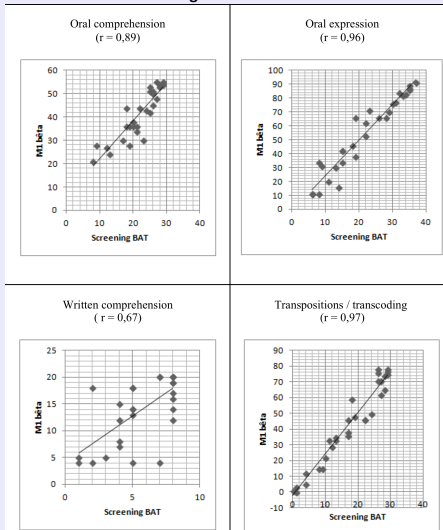 Oral comprehension
(r = 0,89)
60
50
40
30
20
10
0
0 10 20 30 40
M1 bêta
Screening BAT
Oral expression
(r = 0,96)
100
90
80
70
60
50
40
30
20
10
0
0 10 20 30 40
M1 bêta
Screening BAT
Written comprehension
( r = 0,67)
25
20
15
10
5
0
0 5 10
M1 bêta
Screening BAT
Transpositions / transcoding
(r = 0,97)
90
80
70
60
50
40
30
20
10
0
-10
0 10 20 30 40
M1 bêta
Screening BAT